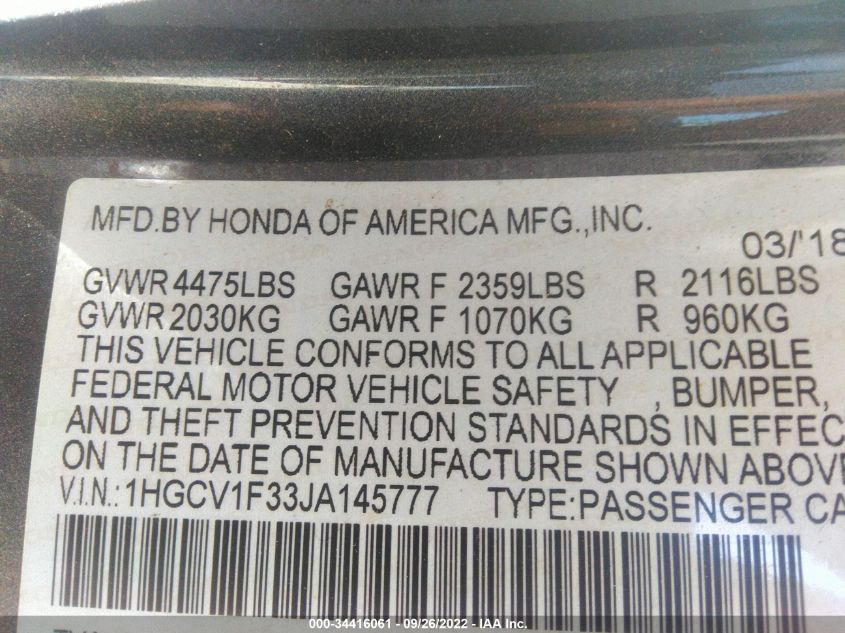 MFD.BY HONDA OF AMERICA MFG.,INC.
03/'18
GVWR 4475LBS GAWR F 2359LBS R 2116LBS
GVWR 2030KG GAWR F 1070KG R 960KG
THIS VEHICLE CONFORMS TO ALL APPLICABLE
FEDERAL MOTOR VEHICLE SAFETY , BUMPER,
AND THEFT PREVENTION STANDARDS IN EFFEC
ON THE DATE OF MANUFACTURE SHOWN ABOVE
V.I.N.: 1HGCV1F33JA145777 TYPE:PASSENGER CA
000-34416061 - 09/26/2022 - IAA Inc.